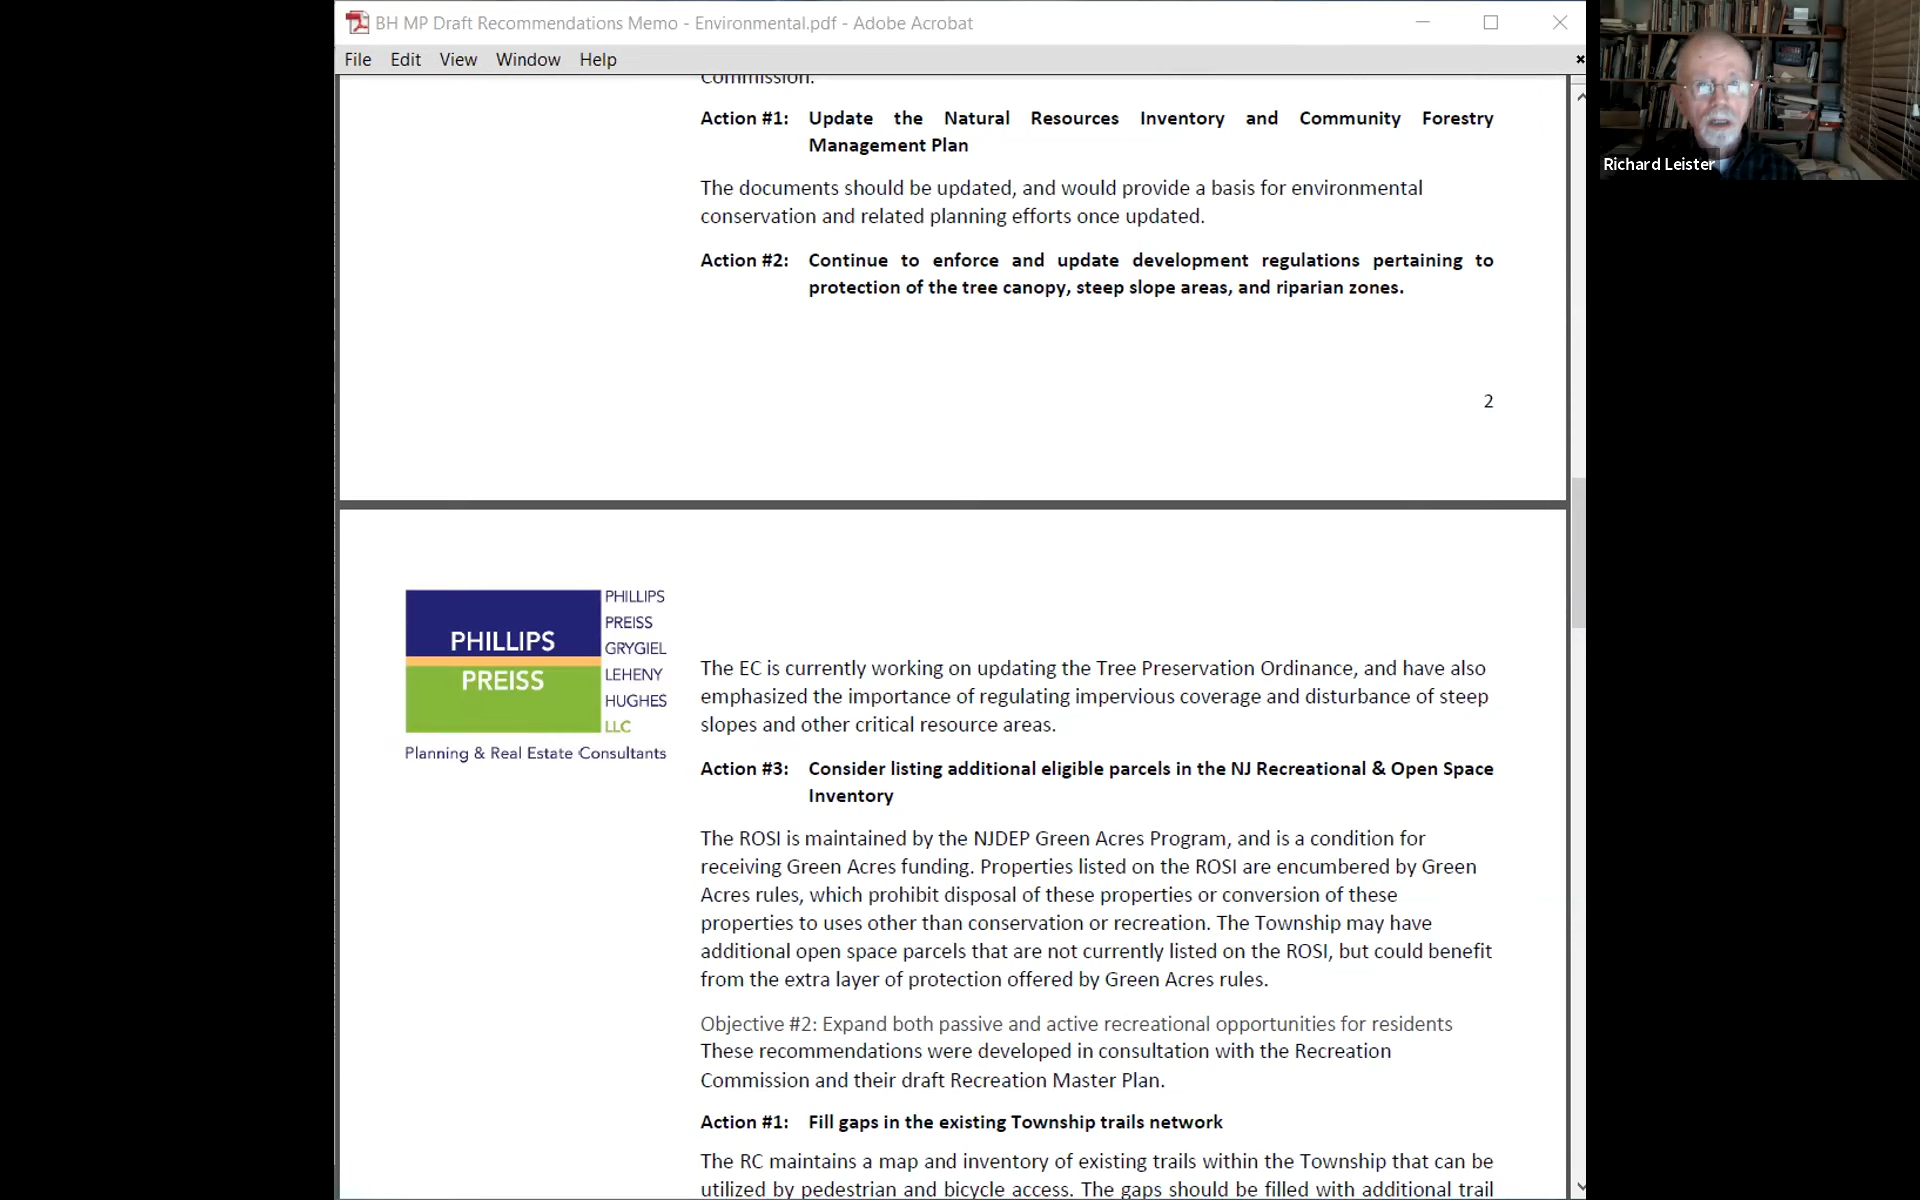 BH MP Draft Recommendations Memo - Environmental.pdf - Adobe Acrobat
File Edit View Window Help
Commission.
Action #1: Update the Natural Resources Inventory and Community Forestry
Management Plan
The documents should be updated, and would provide a basis for environmental
conservation and related planning efforts once updated.
Action #2: Continue to enforce and update development regulations pertaining to
protection of the tree canopy, steep slope areas, and riparian zones.
2
PHILLIPS
PREISS
PHILLIPS
PREISS
GRYGIEL
LEHENY
HUGHES
LLC
Planning & Real Estate Consultants
The EC is currently working on updating the Tree Preservation Ordinance, and have also
emphasized the importance of regulating impervious coverage and disturbance of steep
slopes and other critical resource areas.
Action #3: Consider listing additional eligible parcels in the NJ Recreational & Open Space
Inventory
The ROSI is maintained by the NJDEP Green Acres Program, and is a condition for
receiving Green Acres funding. Properties listed on the ROSI are encumbered by Green
Acres rules, which prohibit disposal of these properties or conversion of these
properties to uses other than conservation or recreation. The Township may have
additional open space parcels that are not currently listed on the ROSI, but could benefit
from the extra layer of protection offered by Green Acres rules.
Objective #2: Expand both passive and active recreational opportunities for residents
These recommendations were developed in consultation with the Recreation
Commission and their draft Recreation Master Plan.
Action #1: Fill gaps in the existing Township trails network
The RC maintains a map and inventory of existing trails within the Township that can be
utilized by pedestrian and bicycle access. The gaps should be filled with additional trail
Richard Leister